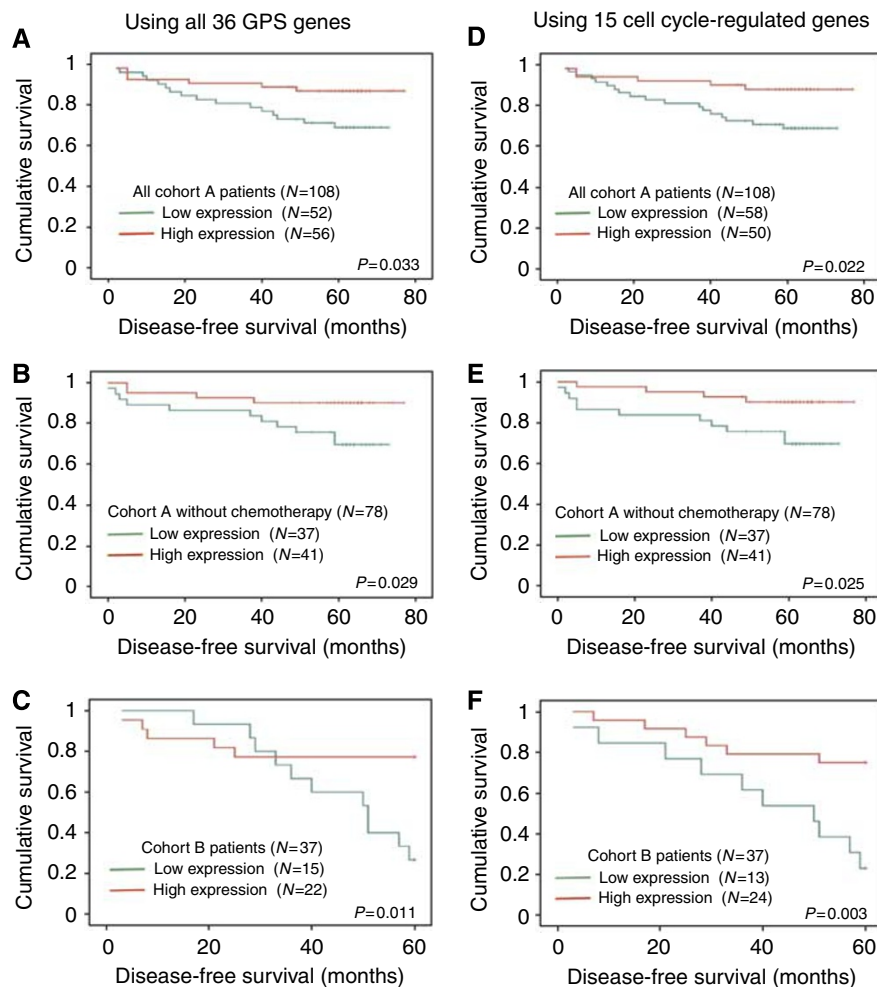 Using all 36 GPS genes
Using 15 cell cycle-regulated genes
A
Cumulative survival
1
0.8
0.6
0.4
0.2
0
All cohort A patients (N=108)
Low expression (N=52)
High expression (N=56)
P=0.033
0 20 40 60 80
Disease-free survival (months)
D
Cumulative survival
1
0.8
0.6
0.4
0.2
0
All cohort A patients (N=108)
Low expression (N=58)
High expression (N=50)
P=0.022
0 20 40 60 80
Disease-free survival (months)
B
Cumulative survival
1
0.8
0.6
0.4
0.2
0
Cohort A without chemotherapy (N=78)
Low expression (N=37)
High expression (N=41)
P=0.029
0 20 40 60 80
Disease-free survival (months)
E
Cumulative survival
1
0.8
0.6
0.4
0.2
0
Cohort A without chemotherapy (N=78)
Low expression (N=37)
High expression (N=41)
P=0.025
0 20 40 60 80
Disease-free survival (months)
C
Cumulative survival
1
0.8
0.6
0.4
0.2
0
Cohort B patients (N=37)
Low expression (N=15)
High expression (N=22)
P=0.011
0 20 40 60
Disease-free survival (months)
F
Cumulative survival
1
0.8
0.6
0.4
0.2
0
Cohort B patients (N=37)
Low expression (N=13)
High expression (N=24)
P=0.003
0 20 40 60
Disease-free survival (months)